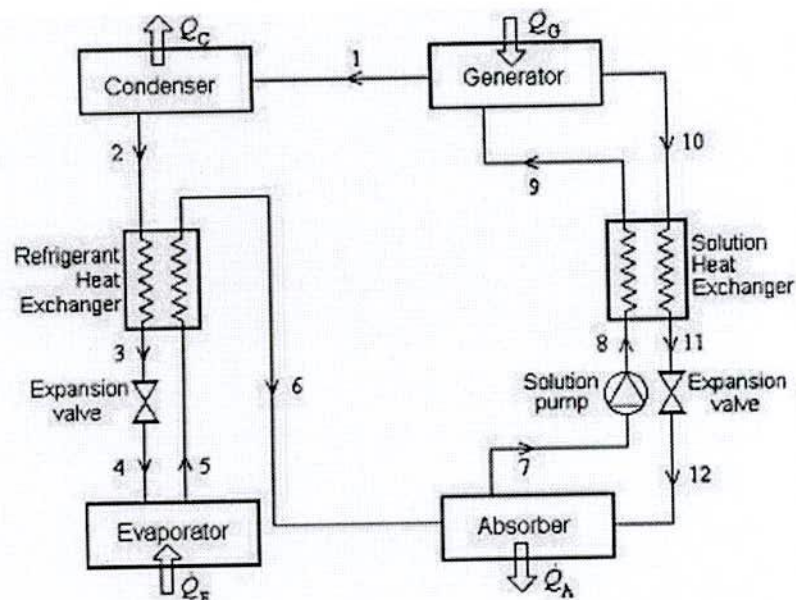 Q̇C
Condenser
1
Q̇G
Generator
2
10
9
Refrigerant
Heat
Exchanger
Solution
Heat
Exchanger
3
8
11
Expansion
valve
6
Solution
pump
Expansion
valve
4
5
7
12
Evaporator
Absorber
Q̇E
Q̇A